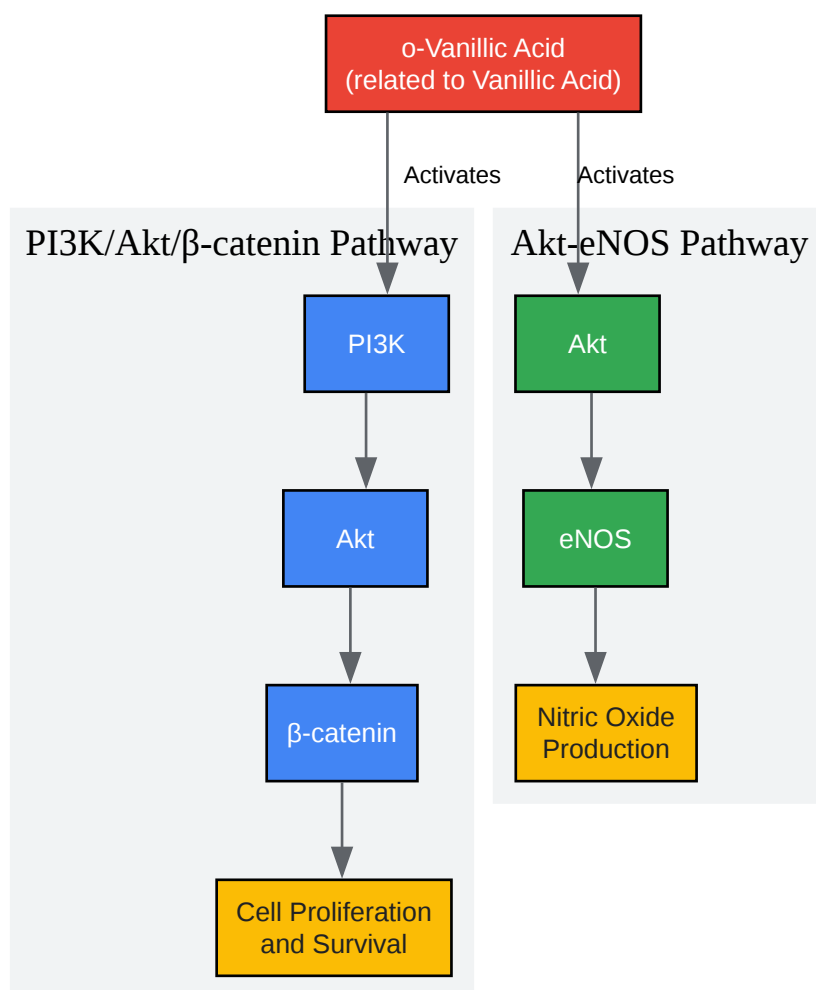 o-Vanillic Acid
(related to Vanillic Acid)
Activates
Activates
PI3K/Akt/β-catenin Pathway
Akt-eNOS Pathway
PI3K
Akt
Akt
eNOS
β-catenin
Nitric Oxide
Production
Cell Proliferation
and Survival